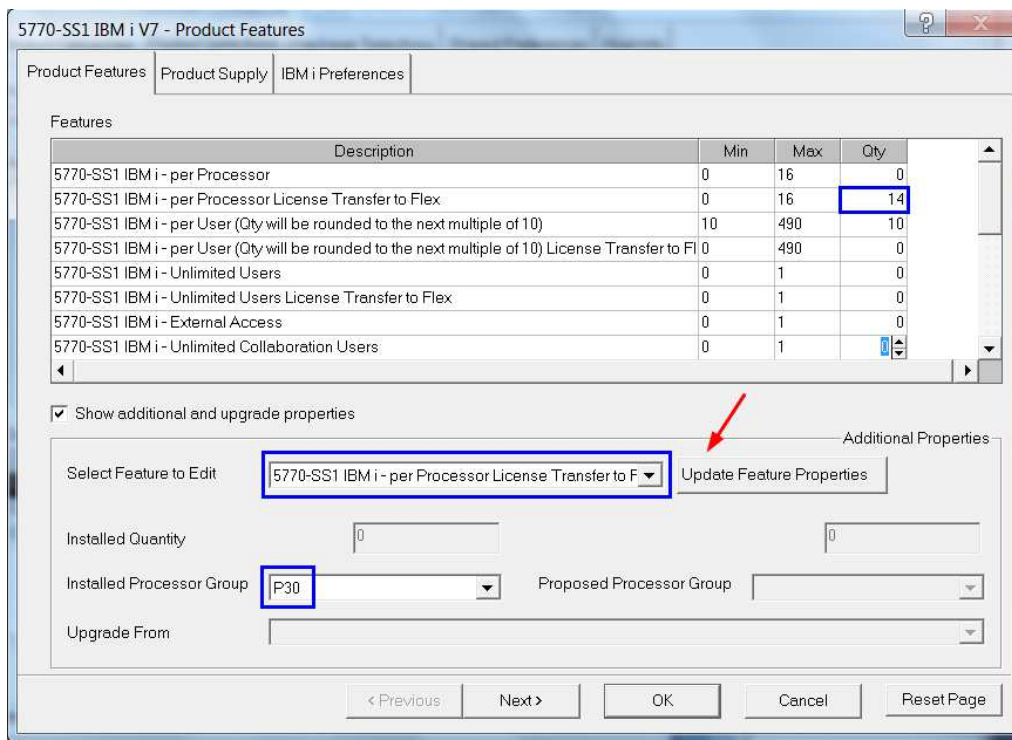 5770-SS1 IBM i V7 - Product Features
Product Features Product Supply IBM i Preferences
Features
Description Min Max Qty
5770-SS1 IBM i - per Processor 0 16 0
5770-SS1 IBM i - per Processor License Transfer to Flex 0 16 14
5770-SS1 IBM i - per User (Qty will be rounded to the next multiple of 10) 10 490 10
5770-SS1 IBM i - per User (Qty will be rounded to the next multiple of 10) License Transfer to Fl 0 490 0
5770-SS1 IBM i - Unlimited Users 0 1 0
5770-SS1 IBM i - Unlimited Users License Transfer to Flex 0 1 0
5770-SS1 IBM i - External Access 0 1 0
5770-SS1 IBM i - Unlimited Collaboration Users 0 1 0
Show additional and upgrade properties
Additional Properties
Select Feature to Edit 5770-SS1 IBM i - per Processor License Transfer to F Update Feature Properties
Installed Quantity 0 0
Installed Processor Group P30 Proposed Processor Group
Upgrade From
< Previous Next > OK Cancel Reset Page